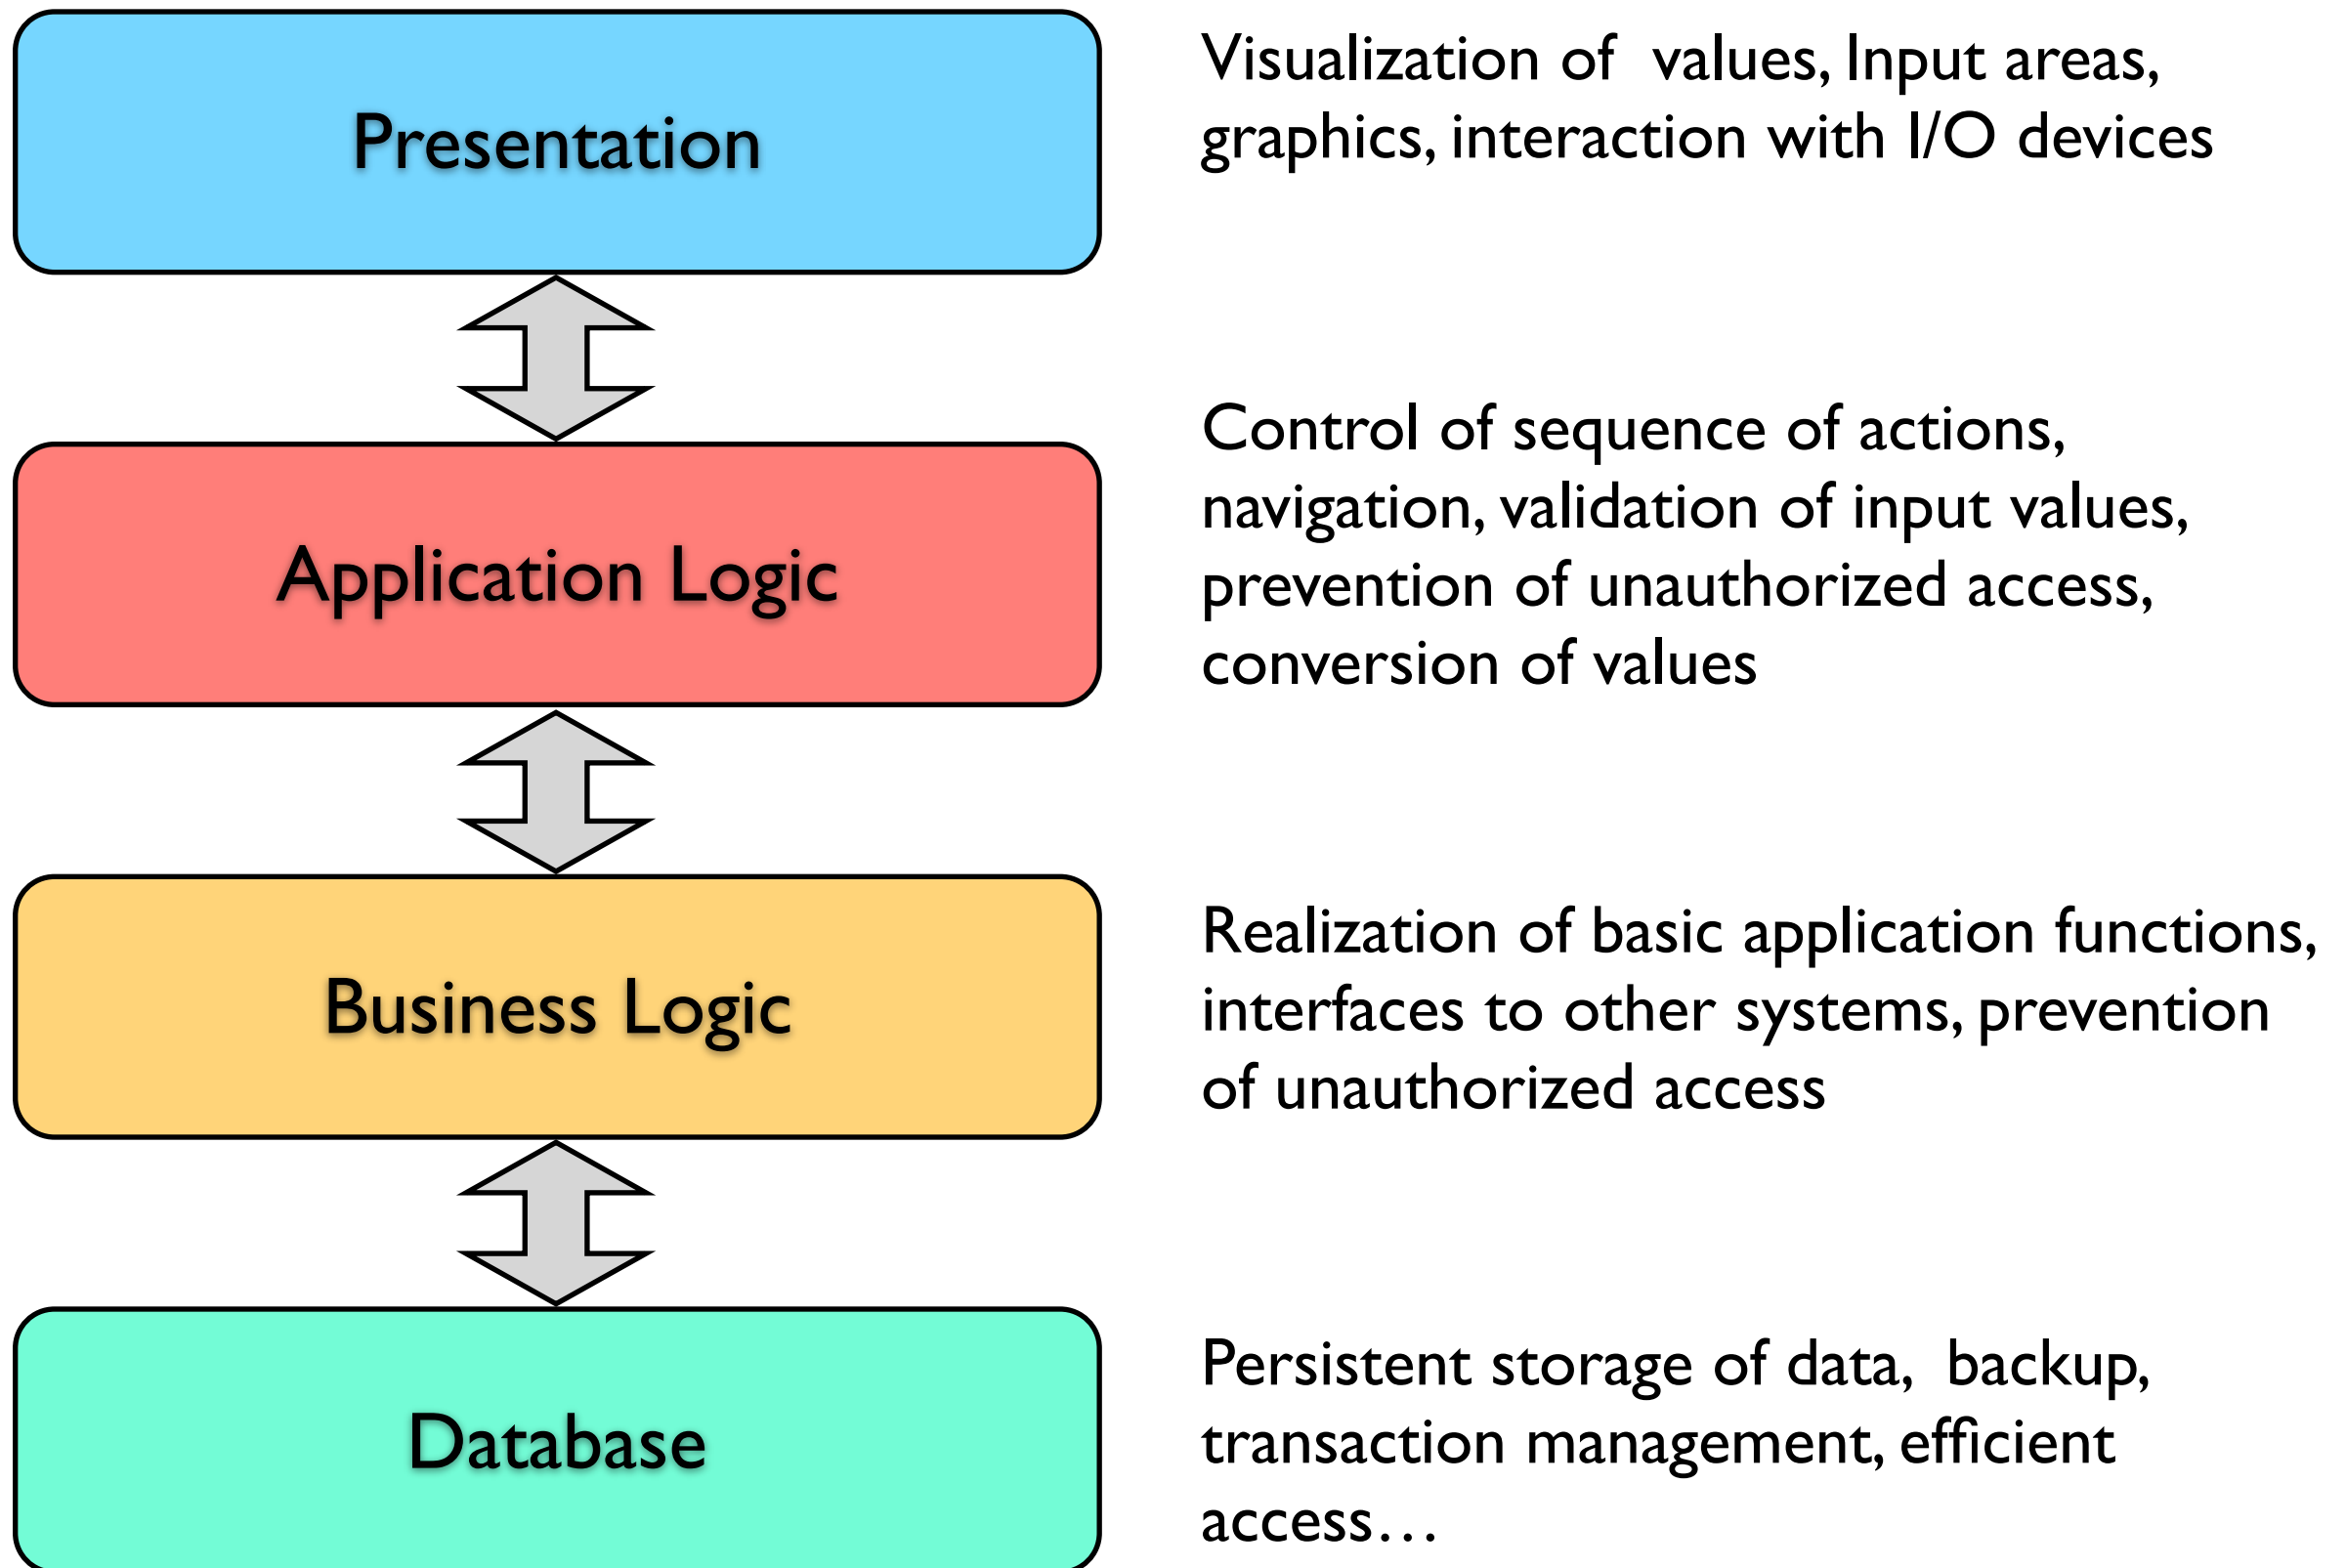 Presentation
Visualization of values, Input areas,
graphics, interaction with I/O devices
Application Logic
Control of sequence of actions,
navigation, validation of input values,
prevention of unauthorized access,
conversion of values
Business Logic
Realization of basic application functions,
interfaces to other systems, prevention
of unauthorized access
Database
Persistent storage of data, backup,
transaction management, efficient
access…